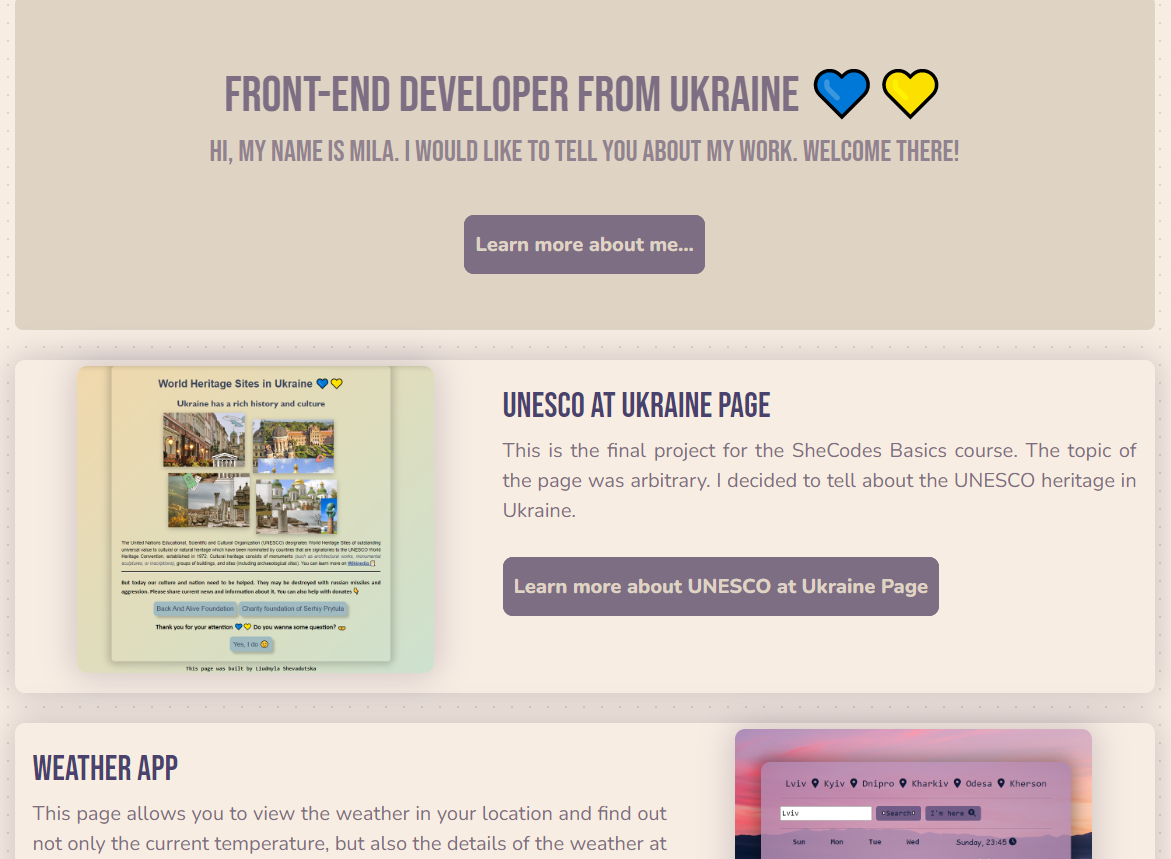 FRONT-END DEVELOPER FROM UKRAINE
HI, MY NAME IS MILA. I WOULD LIKE TO TELL YOU ABOUT MY WORK. WELCOME THERE!
Learn more about me...
World Heritage Sites in Ukraine
Ukraine has a rich history and culture
The United Nations Educational, Scientific and Cultural Organization (UNESCO) designates World Heritage Sites of outstanding
universal value to cultural or natural heritage which have been nominated by countries that are signatories to the UNESCO World
Heritage Convention, established in 1972. Cultural heritage consists of monuments (such as architectural works, monumental
sculptures, or inscriptions), groups of buildings, and sites (including archaeological sites). You can learn more on Wikipedia
But today our culture and nation need to be helped. They may be destroyed with russian missiles and
aggression. Please share current news and information about it. You can also help with donates
Back And Alive Foundation
Charity foundation of Serhiy Prytula
Thank you for your attention
Do you wanna some question?
Yes, I do
This page was built by Liudmyla Shevadutska
UNESCO AT UKRAINE PAGE
This is the final project for the SheCodes Basics course. The topic of
the page was arbitrary. I decided to tell about the UNESCO heritage in
Ukraine.
Learn more about UNESCO at Ukraine Page
WEATHER APP
This page allows you to view the weather in your location and find out
not only the current temperature, but also the details of the weather at
Lviv Kyiv Dnipro Kharkiv Odesa Kherson
Lviv
Search
I'm here
Sun Mon Tue Wed
Sunday, 23:45